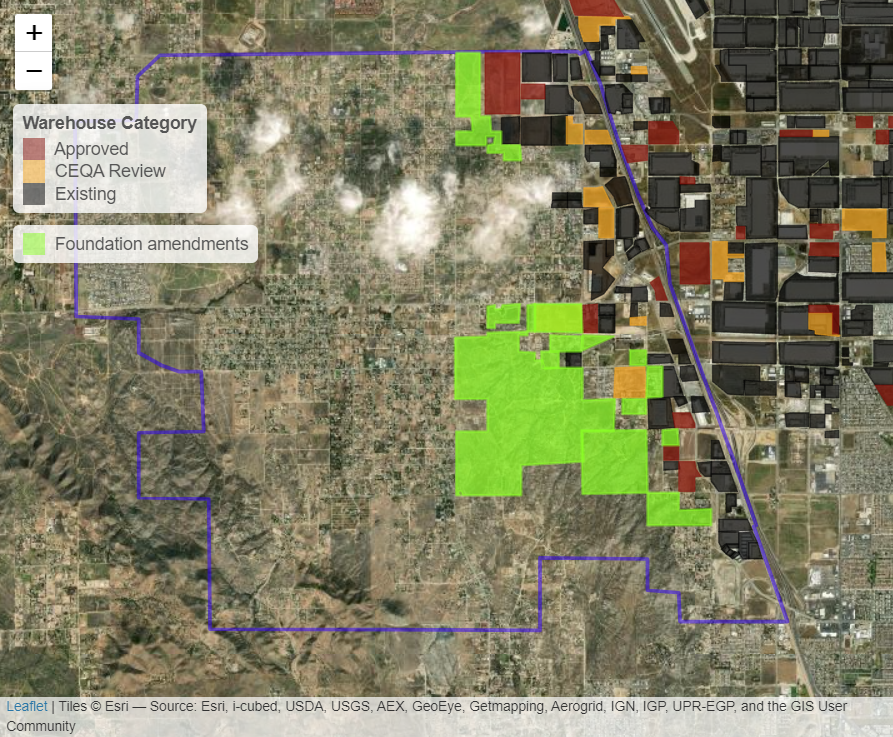 +
−
Warehouse Category
Approved
CEQA Review
Existing
Foundation amendments
Leaflet | Tiles © Esri — Source: Esri, i-cubed, USDA, USGS, AEX, GeoEye, Getmapping, Aerogrid, IGN, IGP, UPR-EGP, and the GIS User
Community